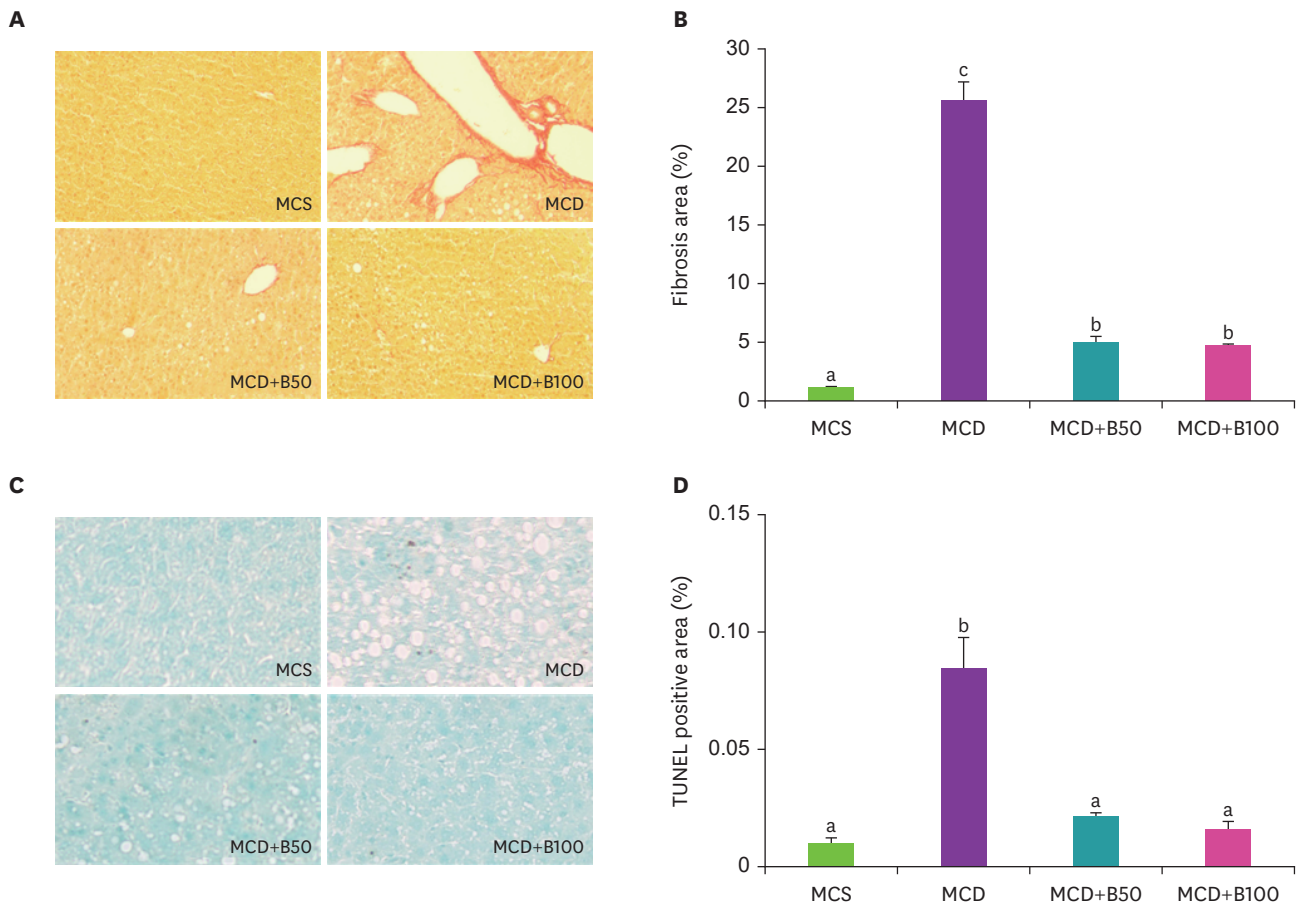 A
MCS
MCD
MCD+B50
MCD+B100
B
Fibrosis area (%)
30
25
20
15
10
5
0
a
c
b
b
MCS
MCD
MCD+B50
MCD+B100
C
MCS
MCD
MCD+B50
MCD+B100
D
TUNEL positive area (%)
0.15
0.10
0.05
0
a
b
a
a
MCS
MCD
MCD+B50
MCD+B100